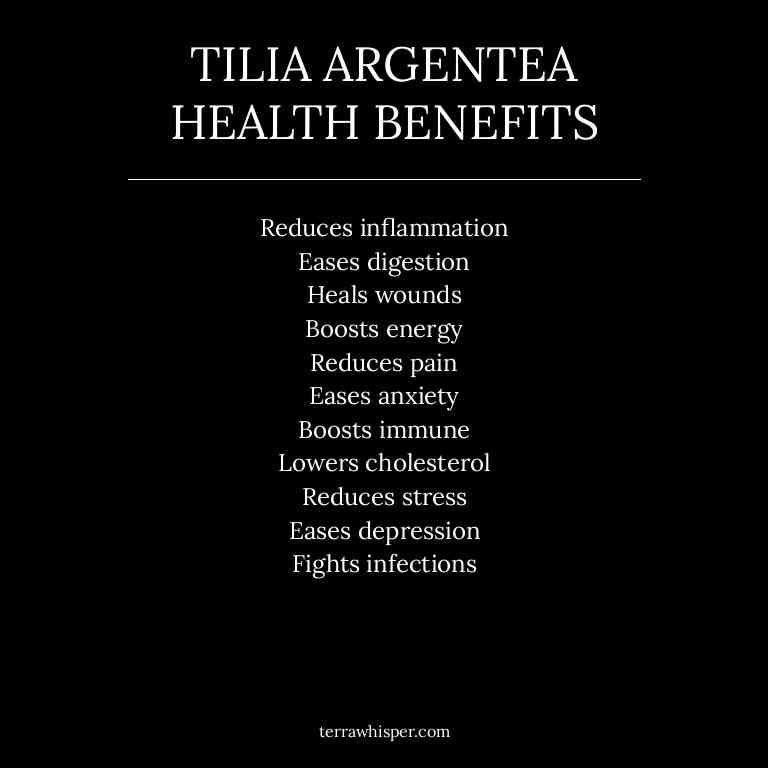 TILIA ARGENTEA
HEALTH BENEFITS
Reduces inflammation
Eases digestion
Heals wounds
Boosts energy
Reduces pain
Eases anxiety
Boosts immune
Lowers cholesterol
Reduces stress
Eases depression
Fights infections
terrawhisper.com